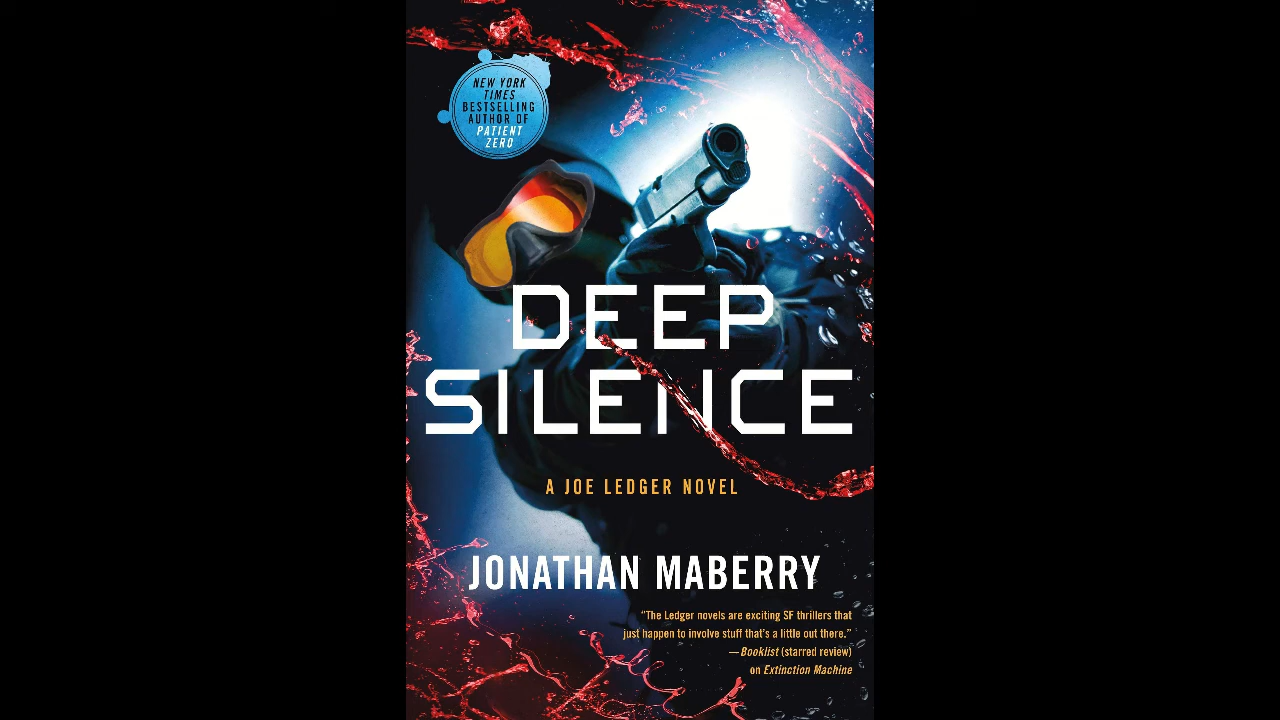 NEW YORK
TIMES
BESTSELLING
AUTHOR OF
PATIENT
ZERO
DEEP
SILENCE
A JOE LEDGER NOVEL
JONATHAN MABERRY
"The Ledger novels are exciting SF thrillers that
just happen to involve stuff that's a little out there."
—Booklist (starred review)
on Extinction Machine